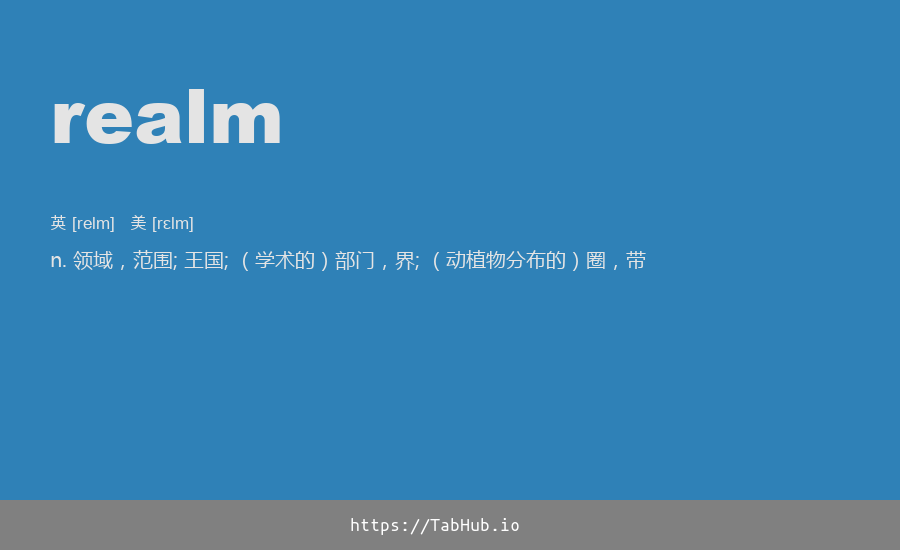 realm
英 [relm] 美 [rɛlm]
n. 领域，范围; 王国; （学术的）部门，界; （动植物分布的）圈，带
https://TabHub.io